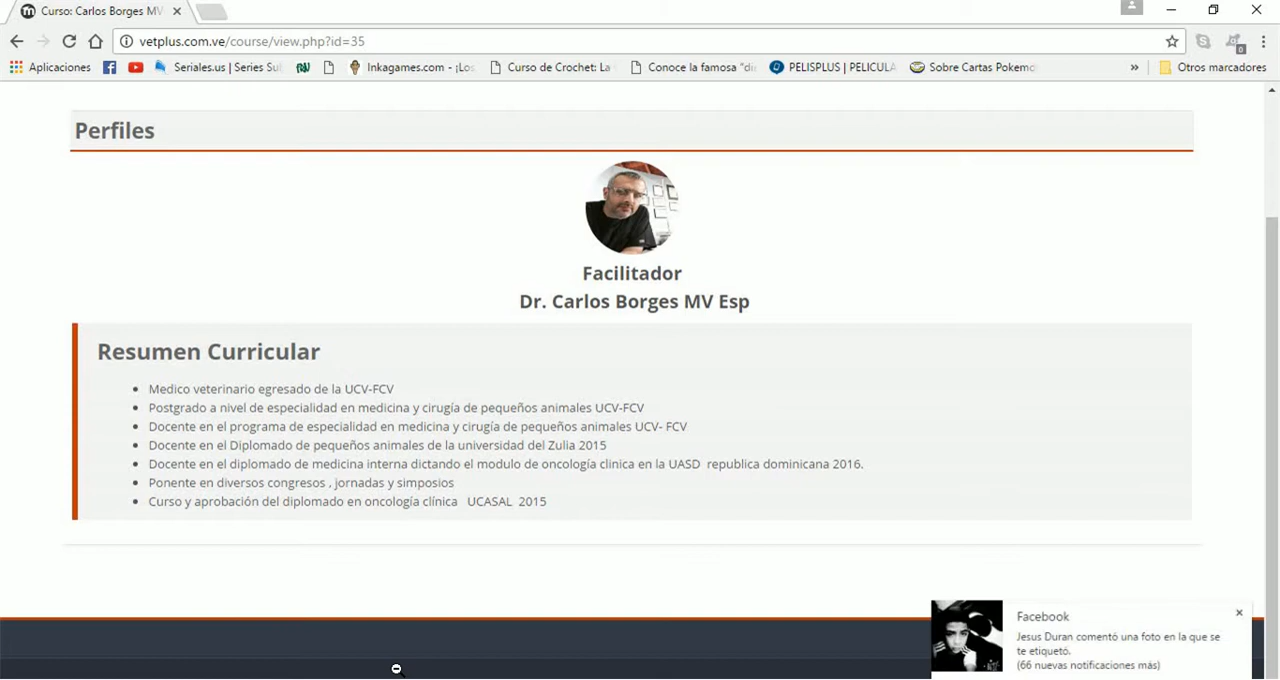 Curso: Carlos Borges MV
vetplus.com.ve/course/view.php?id=35
Aplicaciones
Seriales.us | Series Su
Inkagames.com - ¡Los
Curso de Crochet: La
Conoce la famosa "di
PELISPLUS | PELICULA
Sobre Cartas Pokemo
»
Otros marcadores
0
Perfiles
Facilitador
Dr. Carlos Borges MV Esp
Resumen Curricular
• Medico veterinario egresado de la UCV-FCV
• Postgrado a nivel de especialidad en medicina y cirugía de pequeños animales UCV-FCV
• Docente en el programa de especialidad en medicina y cirugía de pequeños animales UCV- FCV
• Docente en el Diplomado de pequeños animales de la universidad del Zulia 2015
• Docente en el diplomado de medicina interna dictando el modulo de oncología clinica en la UASD republica dominicana 2016.
• Ponente en diversos congresos . jornadas y simposios
• Curso y aprobación del diplomado en oncología clínica UCASAL 2015
Facebook
Jesus Duran comentó una foto en la que se
te etiquetó.
(66 nuevas notificaciones más)